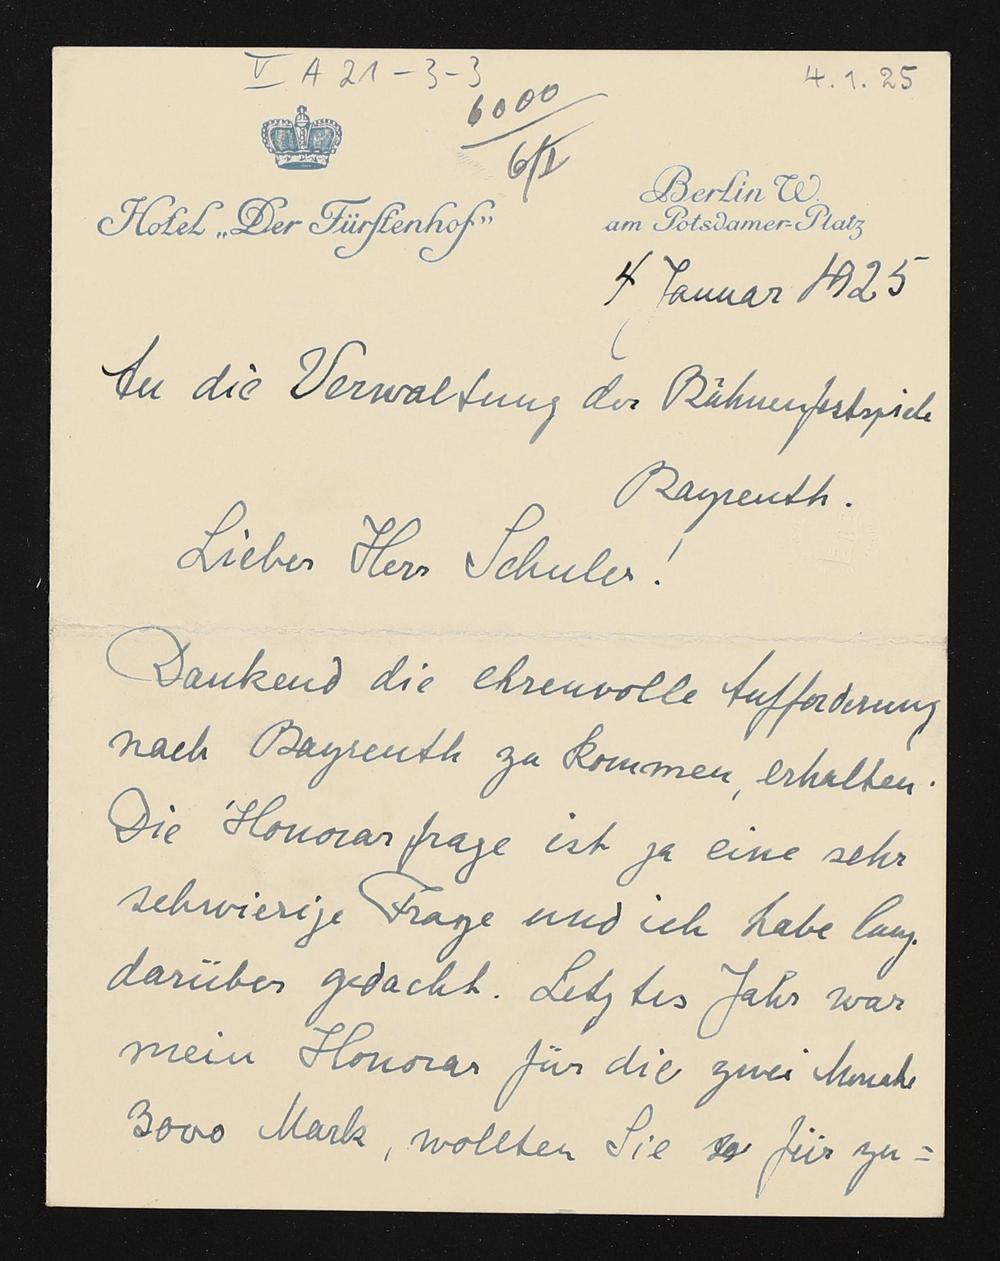 V A 21 - 3 - 3
4.1.25
6000
6/I
Hotel „Der Fürstenhof"
Berlin W.
am Potsdamer=Platz
4 Januar 1925
An die Verwaltung der Bühnenfestspiele
Bayreuth.
Lieber Herr Schuler!
Dankend die ehrenvolle Aufforderung
nach Bayreuth zu kommen, erhalten.
Die Honorarfrage ist ja eine sehr
schwierige Frage und ich habe lang
darüber gedacht. Letztes Jahr war
mein Honorar für die zwei Monate
3000 Mark, wollten Sie für zu=